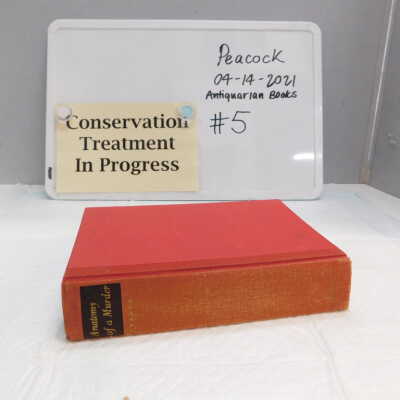 Peacock
04-14-2021
Antiquarian Books
#5
Conservation
Treatment
In Progress
Anatomy
of a Murder